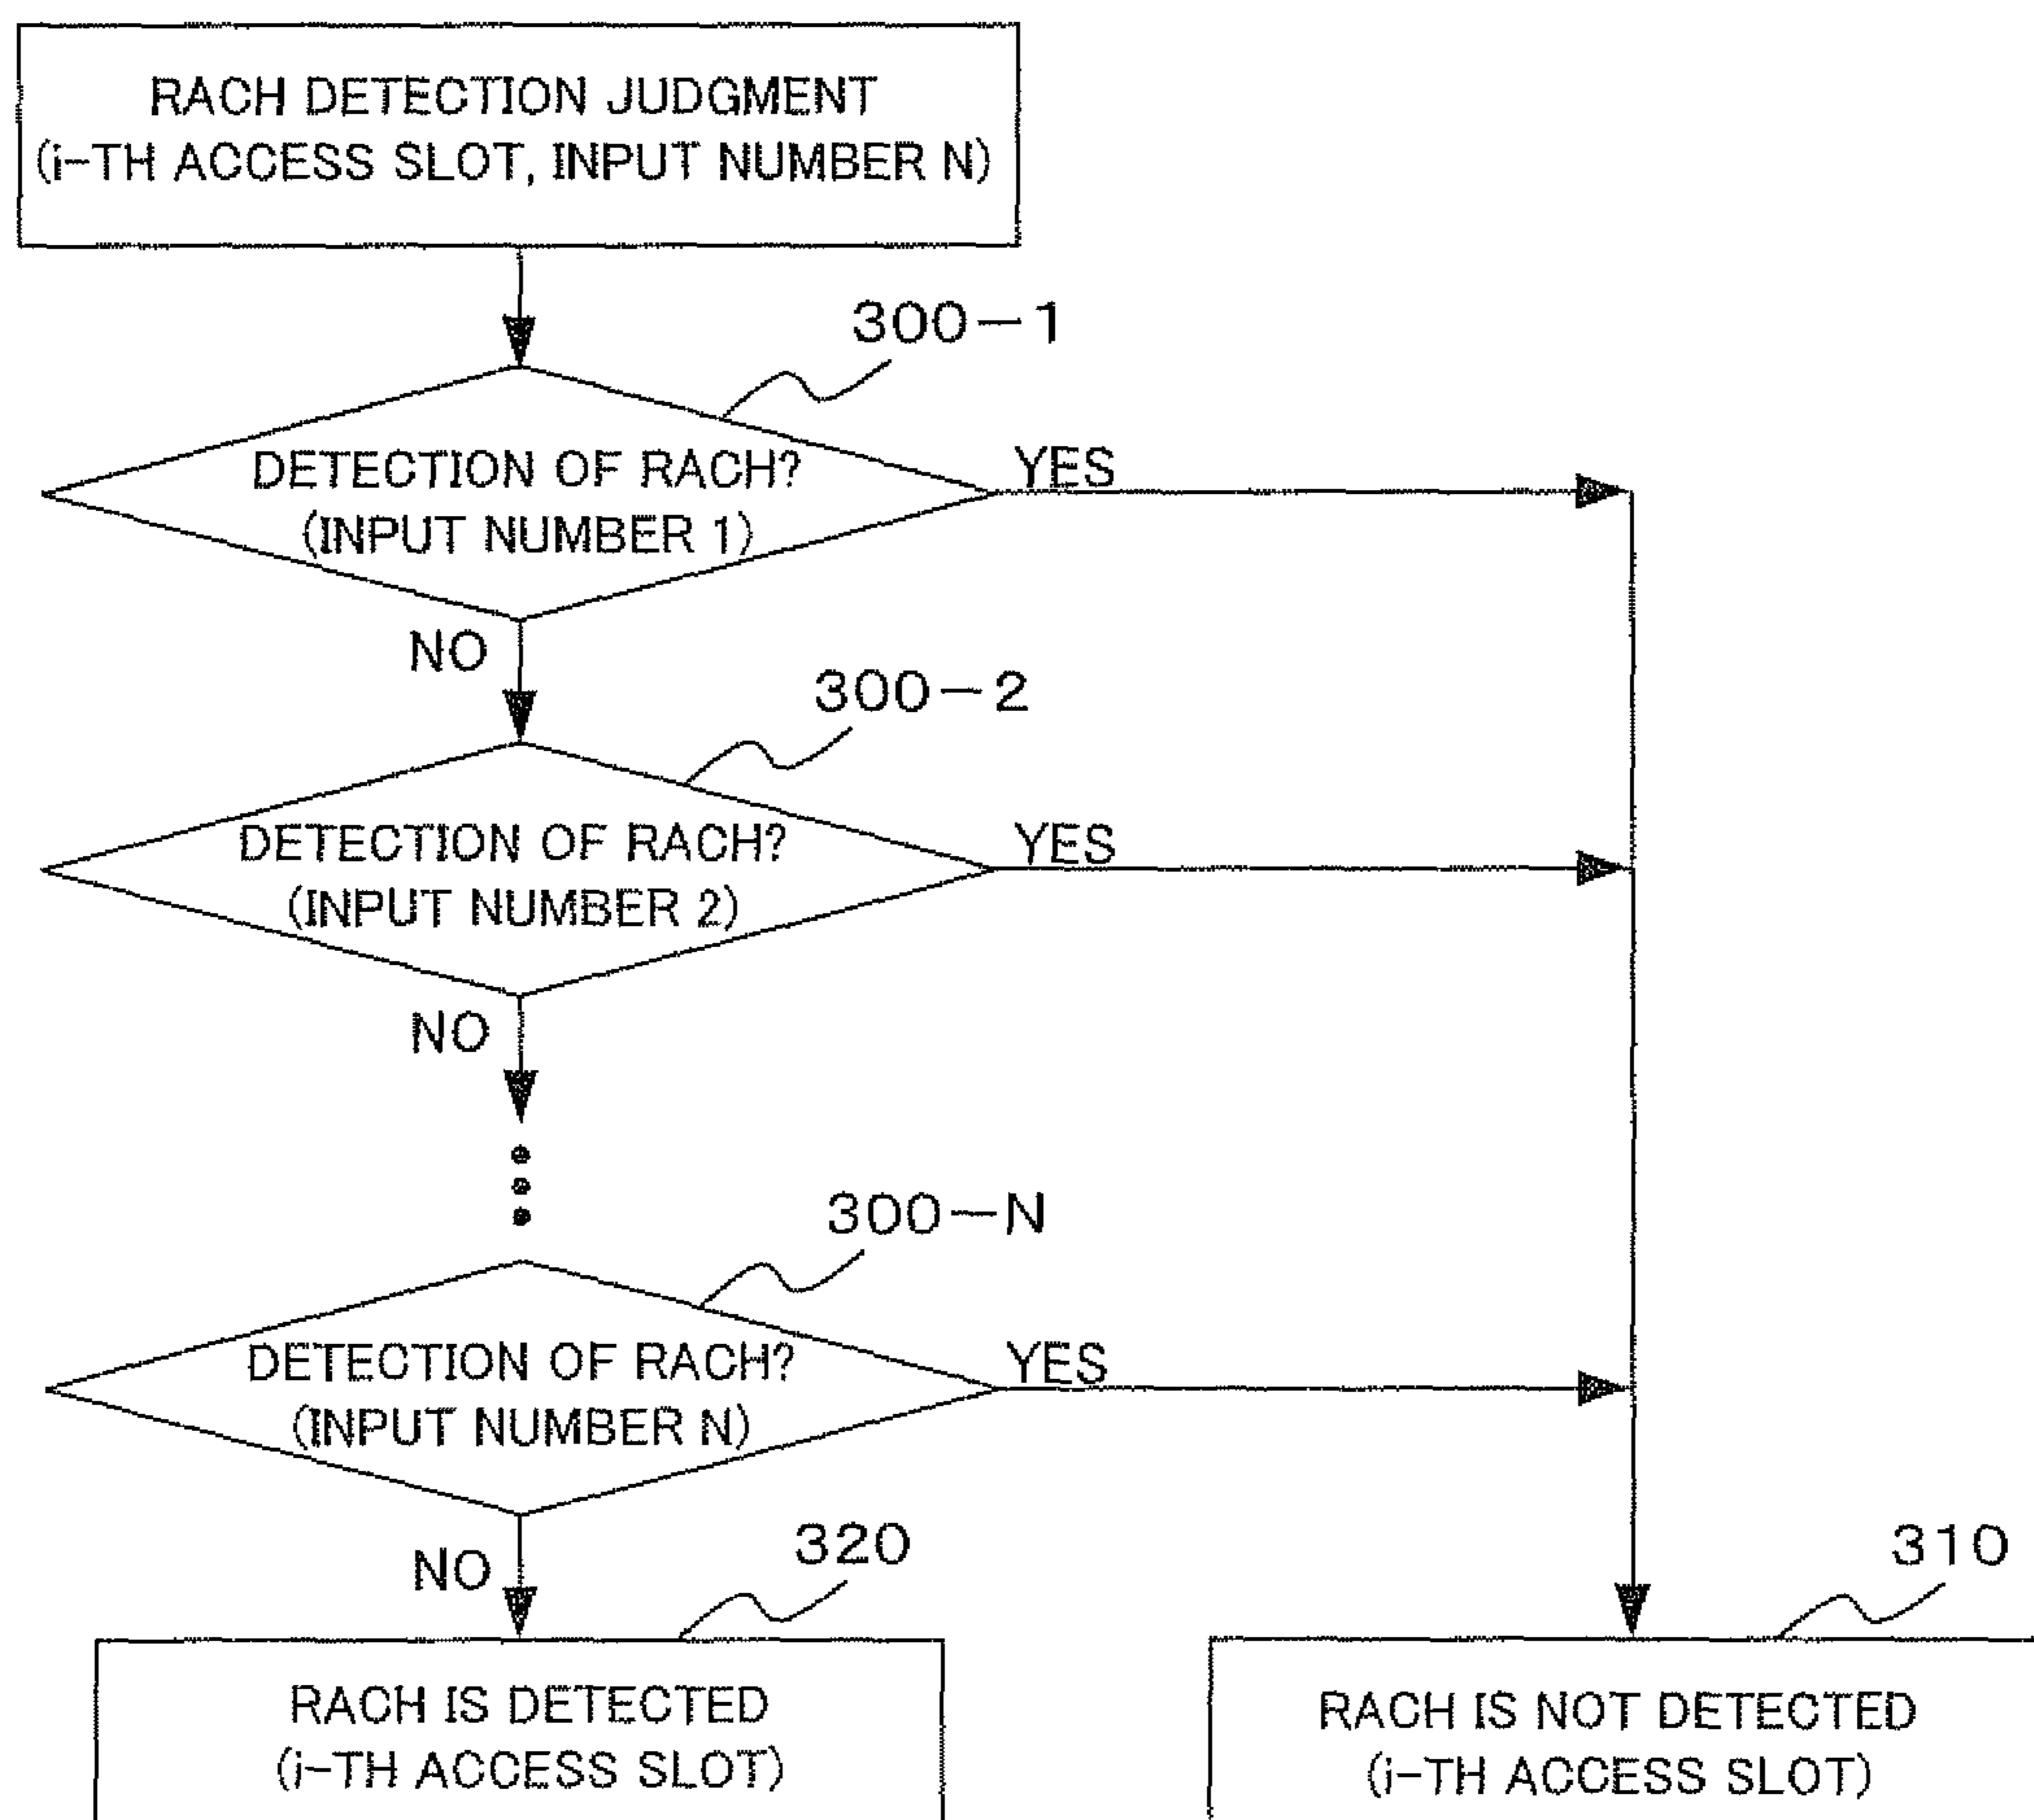 RACH DETECTION JUDGMENT
(i-TH ACCESS SLOT, INPUT NUMBER N)
300-1
DETECTION OF RACH?
(INPUT NUMBER 1)
YES
NO
300-2
DETECTION OF RACH?
(INPUT NUMBER 2)
YES
NO
300-N
DETECTION OF RACH?
(INPUT NUMBER N)
YES
NO
320
310
RACH IS DETECTED
(i-TH ACCESS SLOT)
RACH IS NOT DETECTED
(i-TH ACCESS SLOT)